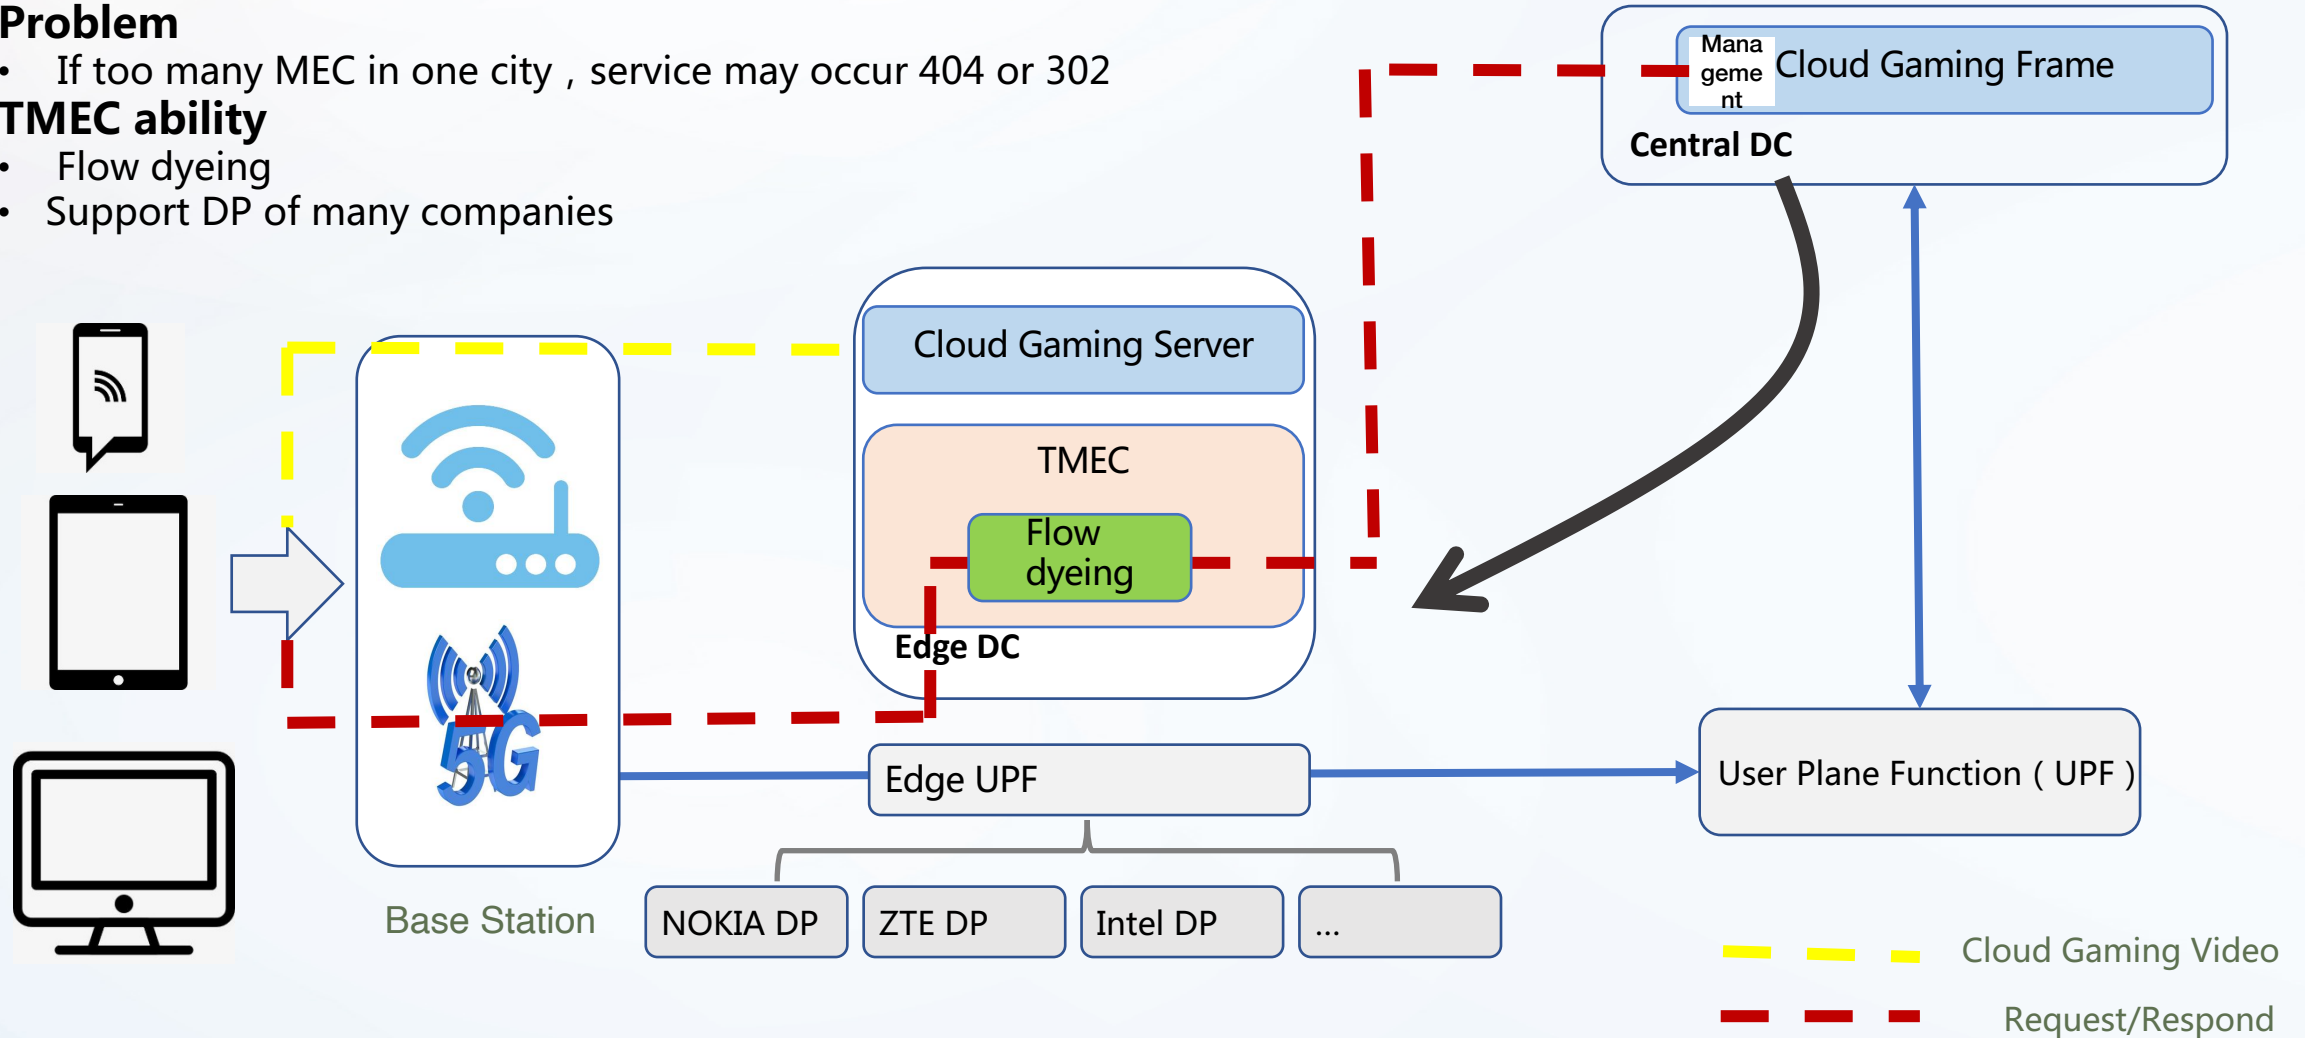 Problem
• If too many MEC in one city , service may occur 404 or 302
TMEC ability
• Flow dyeing
• Support DP of many companies
Mana
geme
nt
Cloud Gaming Frame
Central DC
Cloud Gaming Server
TMEC
Flow
dyeing
Edge DC
5G
Edge UPF
User Plane Function ( UPF )
Base Station
NOKIA DP
ZTE DP
Intel DP
...
Cloud Gaming Video
Request/Respond